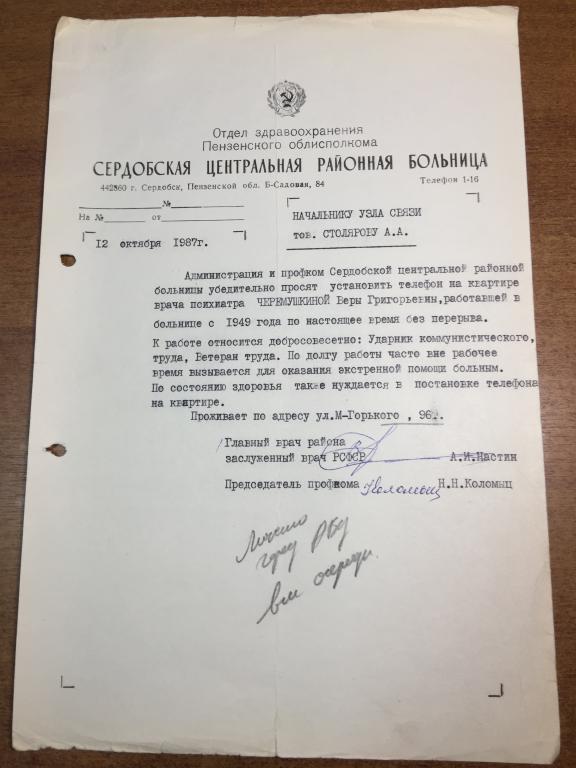 Отдел здравоохранения
Пензенского облисполкома
СЕРДОБСКАЯ ЦЕНТРАЛЬНАЯ РАЙОННАЯ БОЛЬНИЦА
442860 г. Сердобск, Пензенской обл. Б-Садовая, 84 Телефон 1-16
№
На № от
12 октября 1987г.
НАЧАЛЬНИКУ УЗЛА СВЯЗИ
тов. СТОЛЯРОВУ А.А.
Администрация и профком Сердобской центральной районной
больницы убедительно просят установить телефон на квартире
врача психиатра ЧЕРЕМУШКИНОЙ Веры Григорьевны,работавшей в
больнице с 1949 года по настоящее время без перерыва.
К работе относится добросовестно: Ударник коммунистического,
труда, Ветеран труда. По долгу работы часто вне рабочее
время вызывается для оказания экстренной помощи больным.
По состоянию здоровья также нуждается в постановке телефона
на квартире.
Проживает по адресу ул.М-Горького , 96
Главный врач района
заслуженный врач РСФСР А.И.Настин
Председатель профкома Коломыц Н.Н.Коломыц
город
вм очереди